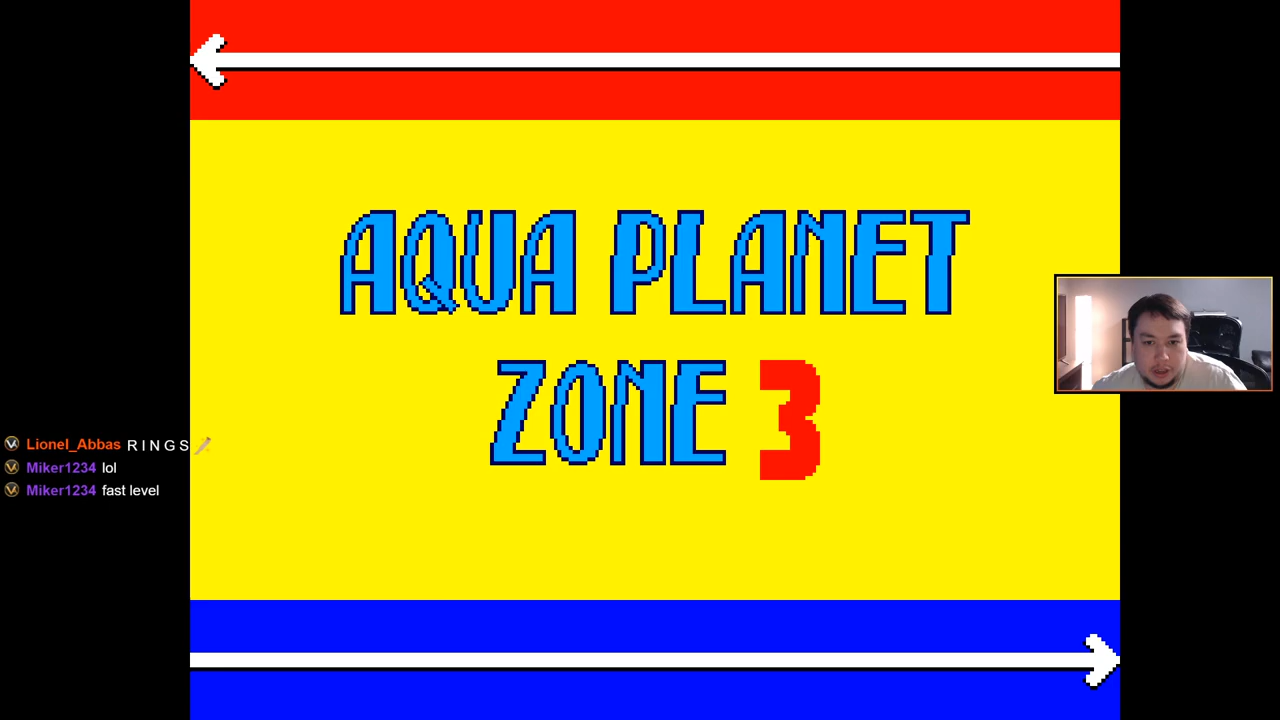 AQUA PLANET
ZONE 3
Lionel_Abbas R I N G S
Miker1234 lol
Miker1234 fast level